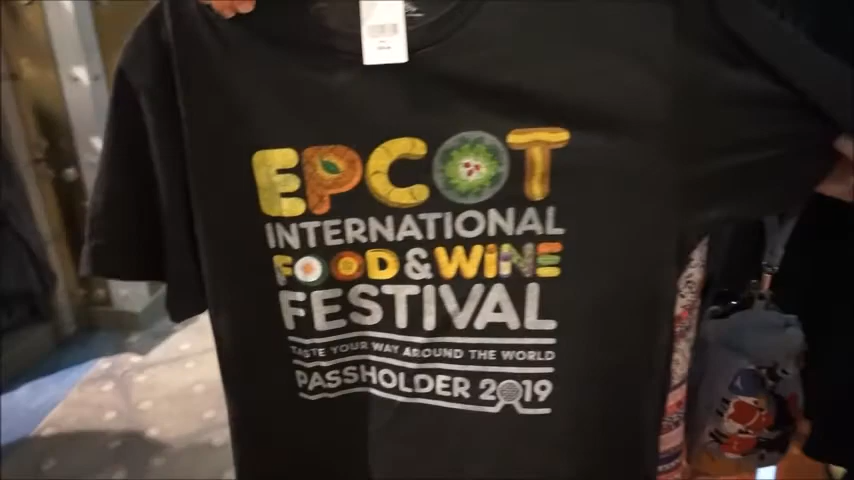 EPCOT
INTERNATIONAL
FOOD & WINE
FESTIVAL
TASTE YOUR WAY AROUND THE WORLD
PASSHOLDER 2019